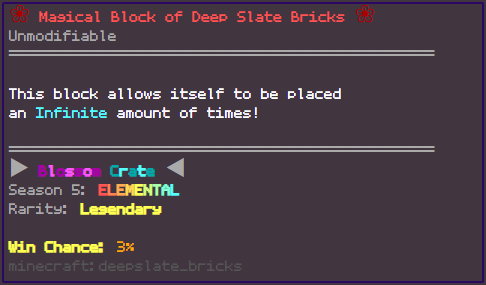 Magical Block of Deep Slate Bricks
Unmodifiable
This block allows itself to be placed
an Infinite amount of times!
Blossom Crate
Season 5: ELEMENTAL
Rarity: Legendary
Win Chance: 3%
minecraft:deepslate_bricks